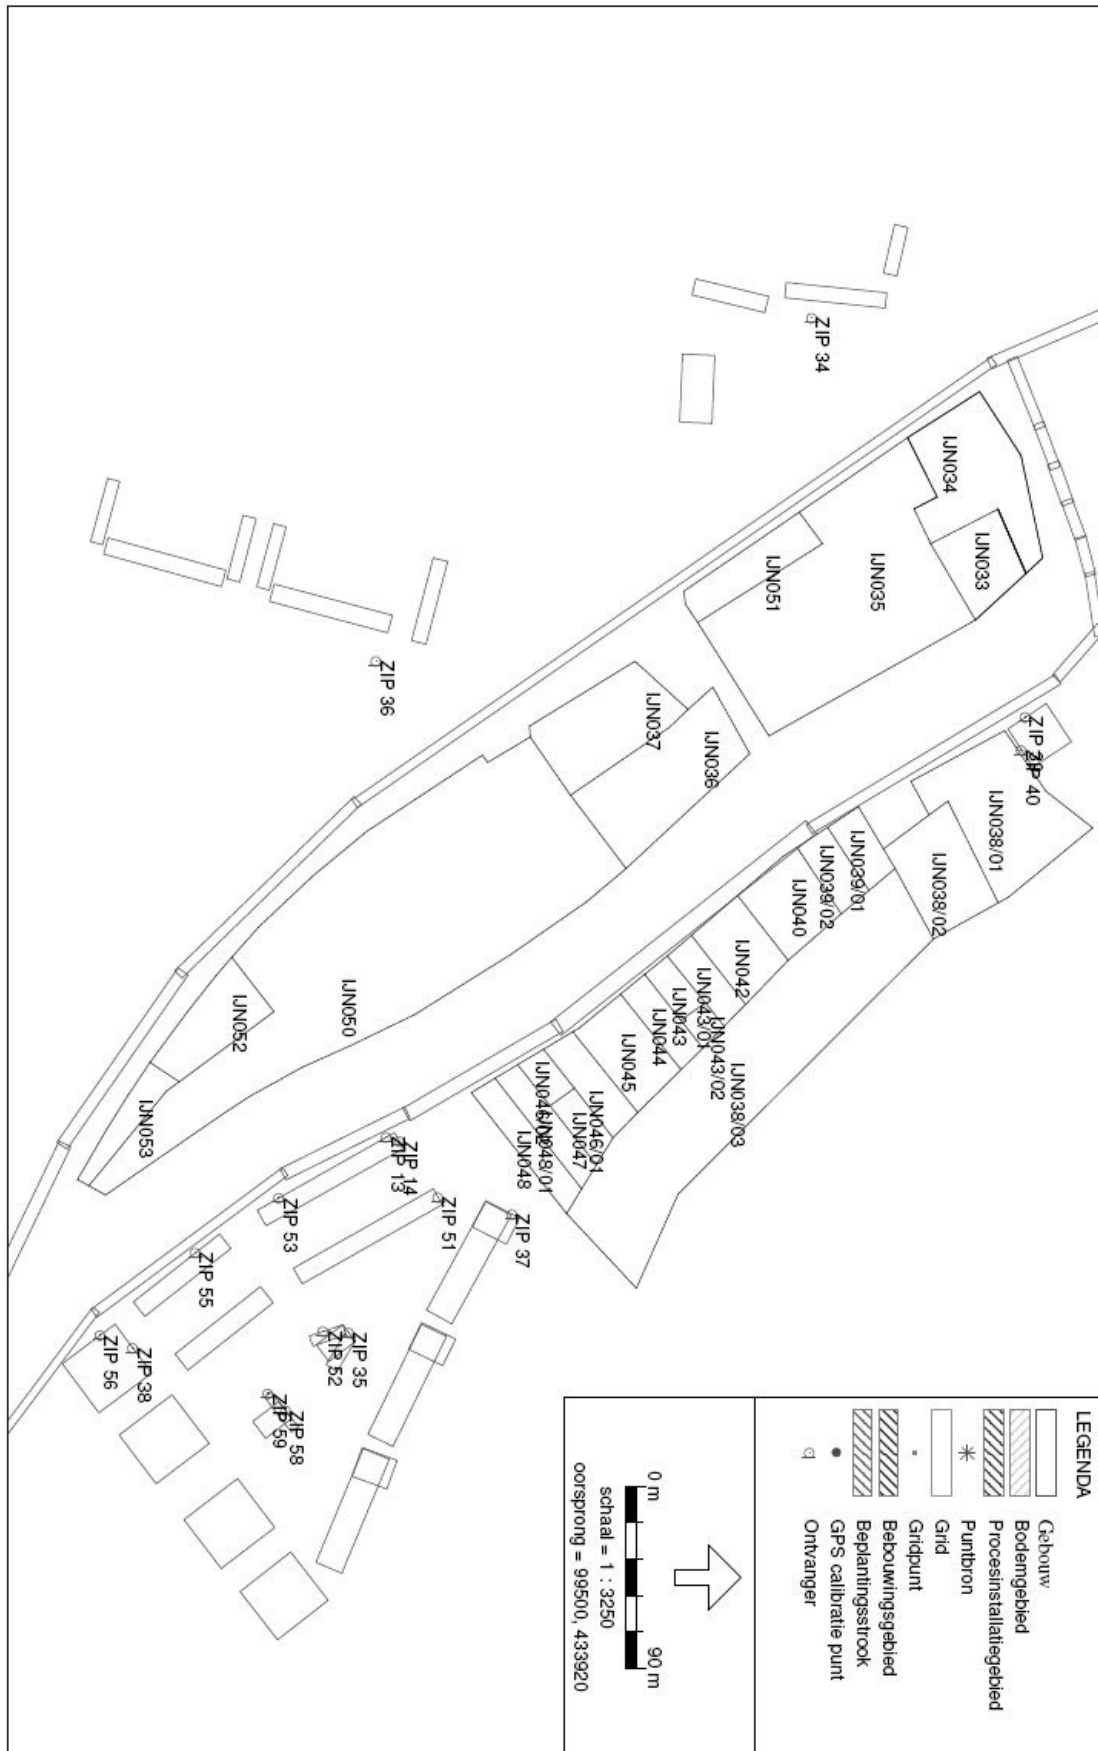 LEGENDA
Gebouw
Bodemgebied
Procesinstallatiegebied
Puntbron
Grid
Gridpunt
Bebouwingsgebied
Beplantingsstrook
GPS calibratie punt
Ontvanger
0 m
90 m
schaal = 1 : 3250
oorsprong = 99500, 433920
ZIP 34
IJN034
IJN033
IJN035
IJN051
ZIP 36
IJN037
IJN036
ZIP 40
IJN038/01
IJN038/02
IJN039/01
IJN039/02
IJN040
IJN042
IJN043/01
IJN043/02
IJN043
IJN044
IJN038/03
IJN045
IJN046/01
IJN047
IJN048/01
IJN048
IJN050
IJN052
IJN053
ZIP 14
ZIP 13
ZIP 51
ZIP 37
ZIP 53
ZIP 55
ZIP 35
ZIP 52
ZIP 56
ZIP 38
ZIP 58
ZIP 59